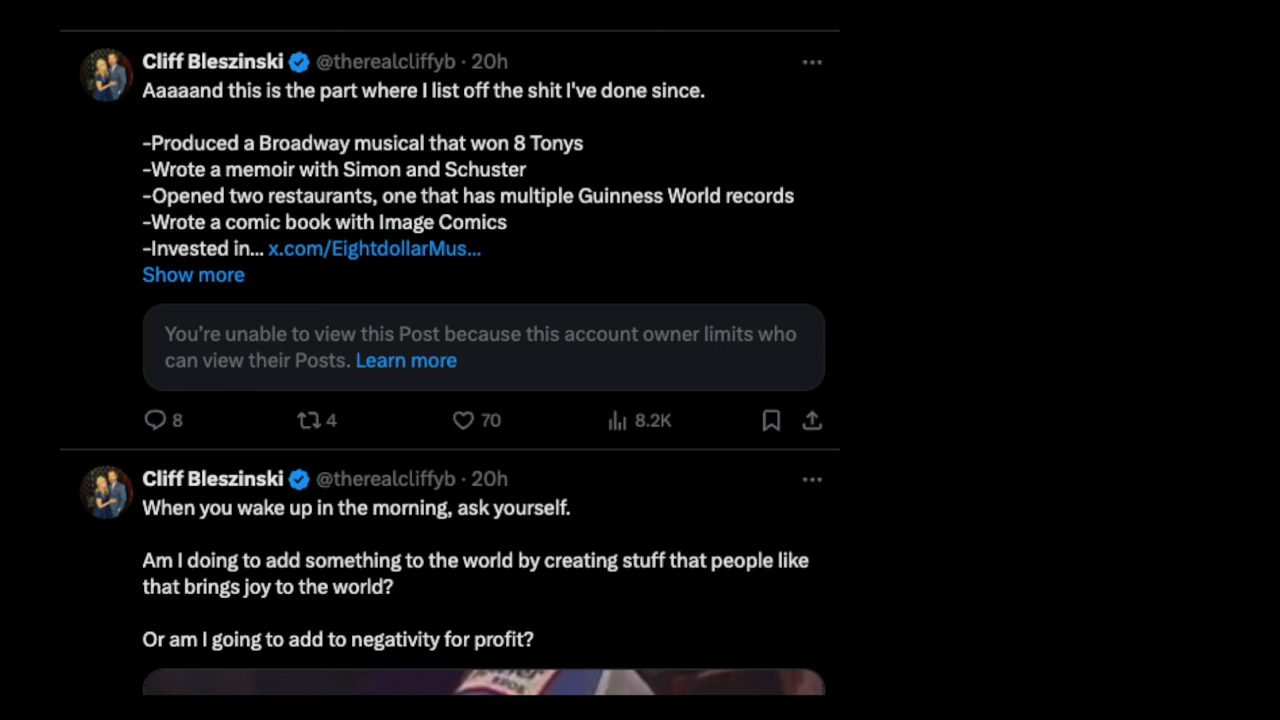 Cliff Bleszinski @therealcliffyb · 20h
Aaaaand this is the part where I list off the shit I've done since.
-Produced a Broadway musical that won 8 Tonys
-Wrote a memoir with Simon and Schuster
-Opened two restaurants, one that has multiple Guinness World records
-Wrote a comic book with Image Comics
-Invested in... x.com/EightdollarMus...
Show more
You're unable to view this Post because this account owner limits who
can view their Posts. Learn more
8 4 70 8.2K
Cliff Bleszinski @therealcliffyb · 20h
When you wake up in the morning, ask yourself.
Am I doing to add something to the world by creating stuff that people like
that brings joy to the world?
Or am I going to add to negativity for profit?